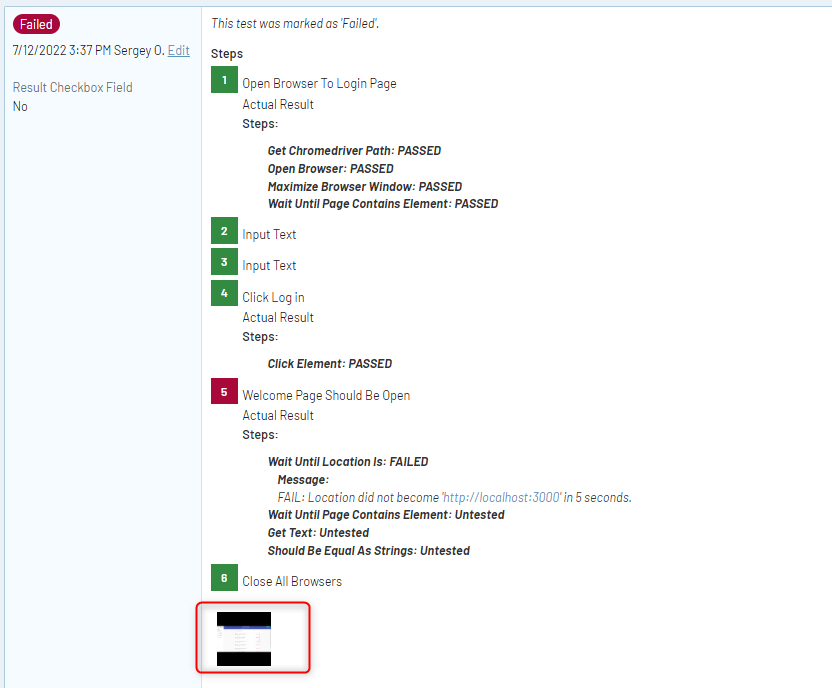 Failed
7/12/2022 3:37 PM Sergey O. Edit
Result Checkbox Field
No
This test was marked as 'Failed'.
Steps
1 Open Browser To Login Page
Actual Result
Steps:
Get Chromedriver Path: PASSED
Open Browser: PASSED
Maximize Browser Window: PASSED
Wait Until Page Contains Element: PASSED
2 Input Text
3 Input Text
4 Click Log in
Actual Result
Steps:
Click Element: PASSED
5 Welcome Page Should Be Open
Actual Result
Steps:
Wait Until Location Is: FAILED
Message:
FAIL: Location did not become 'http://localhost:3000' in 5 seconds.
Wait Until Page Contains Element: Untested
Get Text: Untested
Should Be Equal As Strings: Untested
6 Close All Browsers